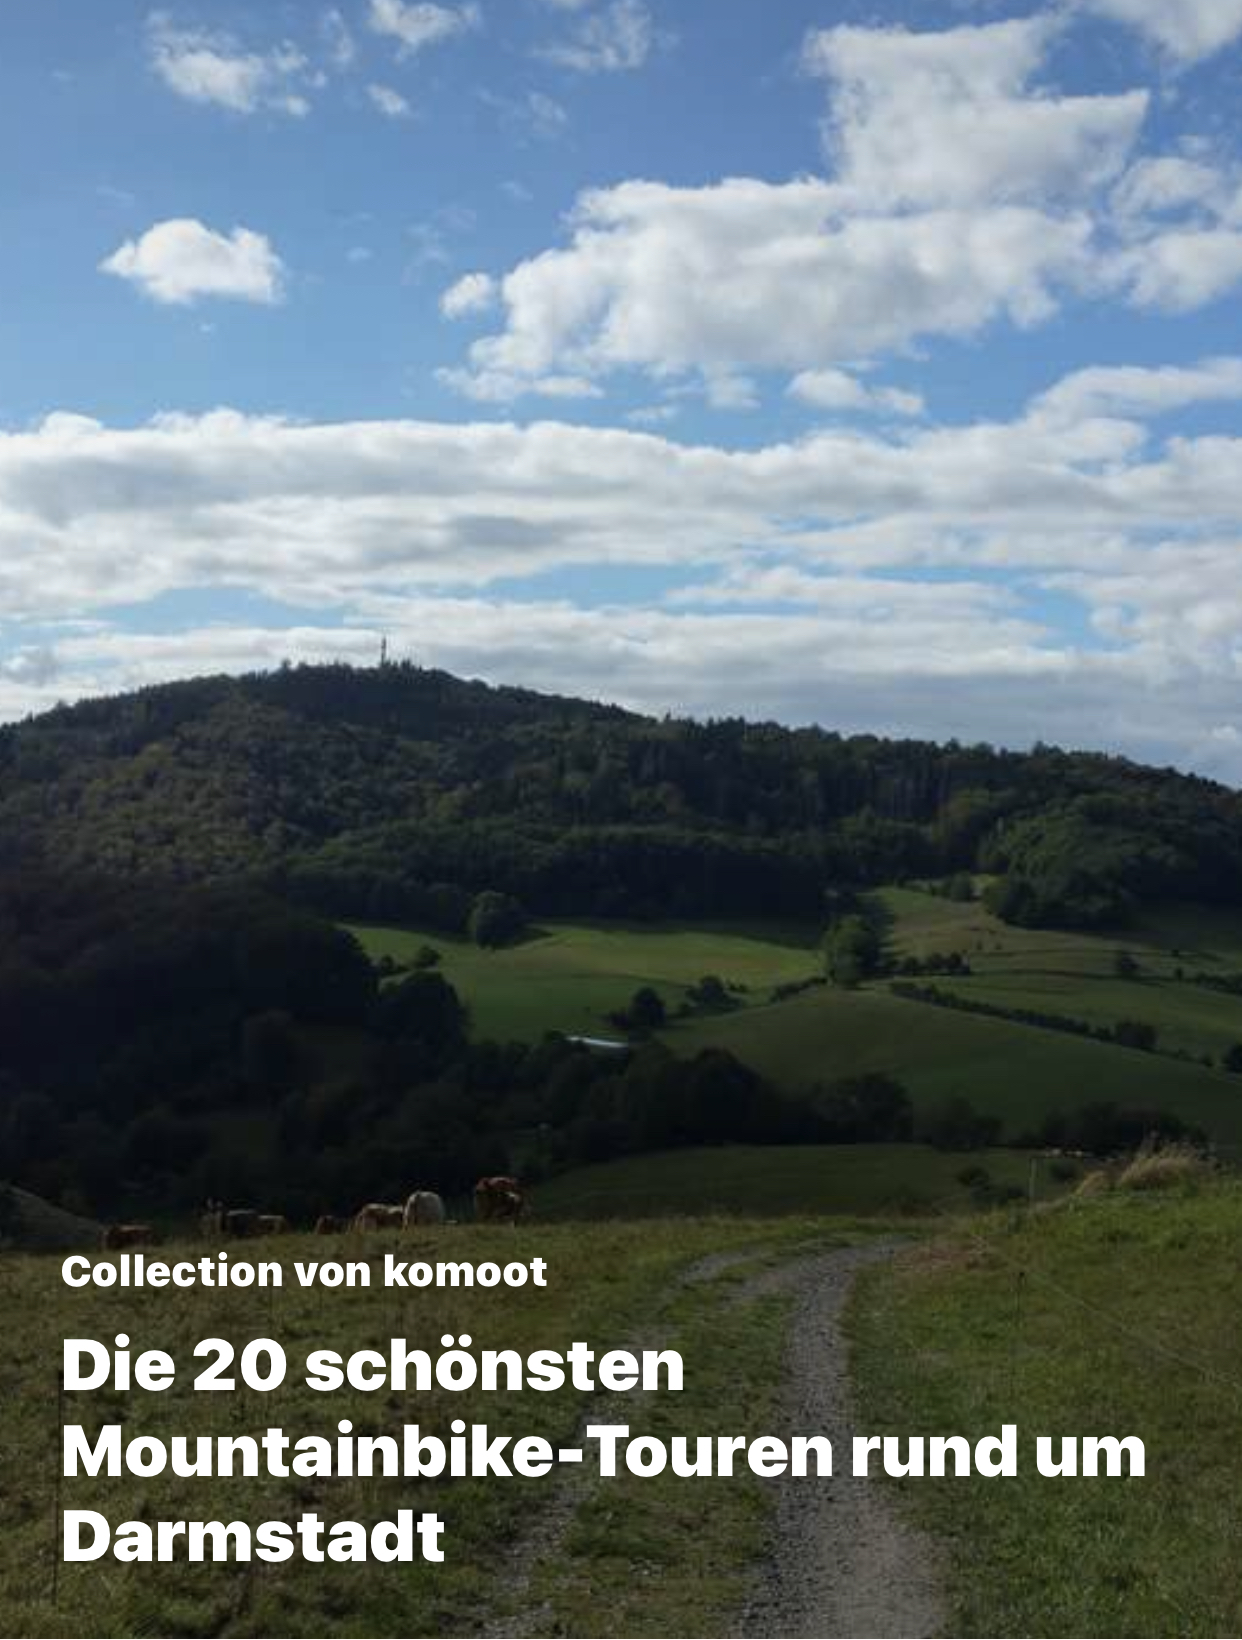 Collection von komoot
Die 20 schönsten
Mountainbike-Touren rund um
Darmstadt